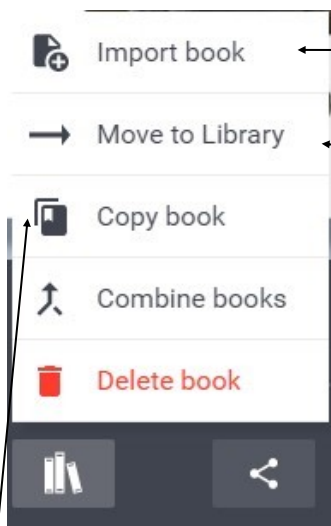 Import book
Move to Library
Copy book
Combine books
Delete book